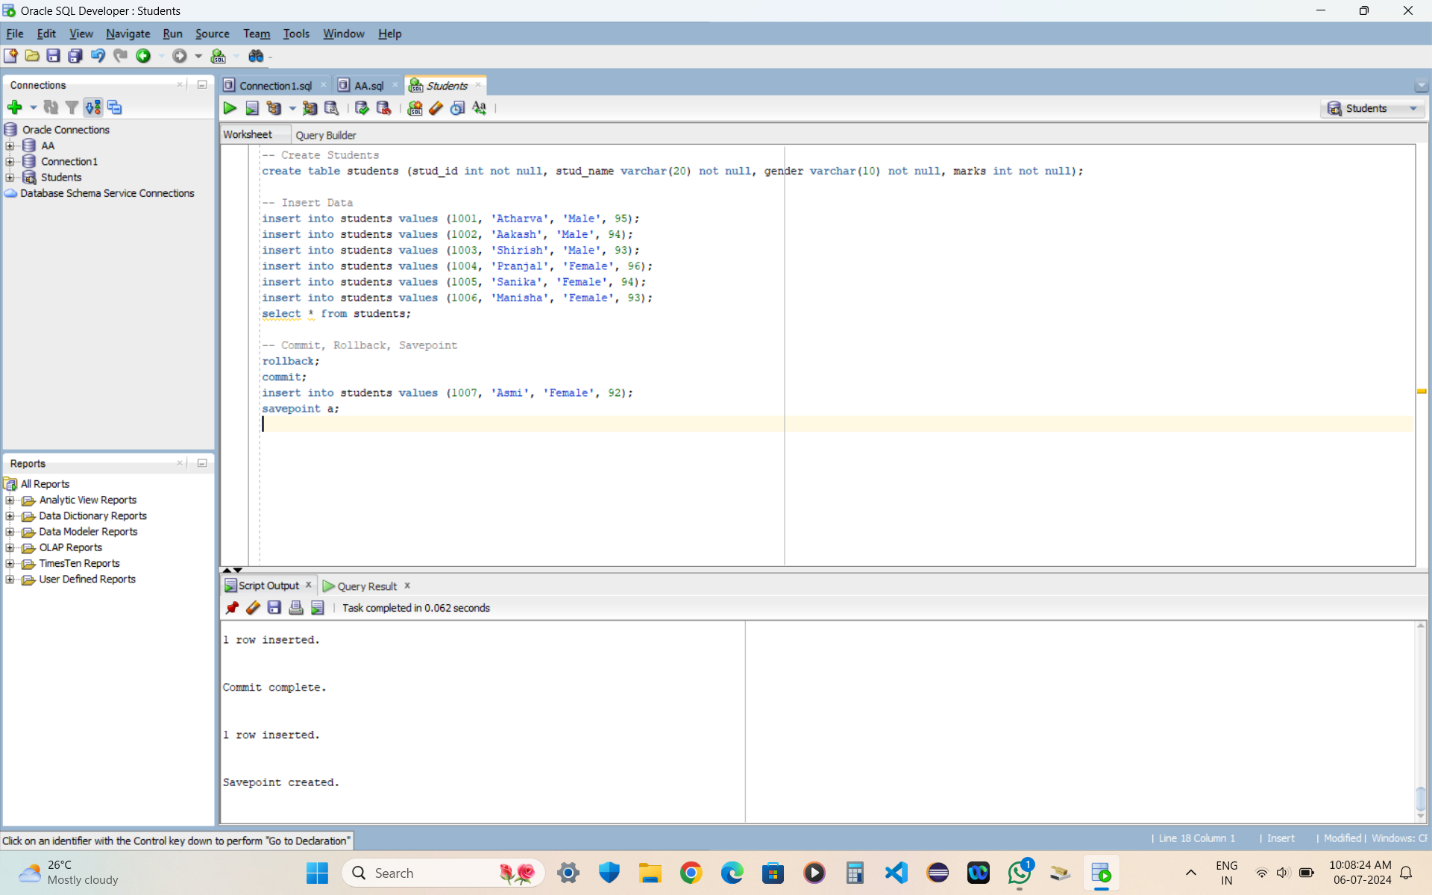 Oracle SQL Developer : Students
File Edit View Navigate Run Source Team Tools Window Help
Connections
Oracle Connections
AA
Connection1
Students
Database Schema Service Connections
Reports
All Reports
Analytic View Reports
Data Dictionary Reports
Data Modeler Reports
OLAP Reports
TimesTen Reports
User Defined Reports
Connection1.sql AA.sql Students
Students
Worksheet Query Builder
-- Create Students
create table students (stud_id int not null, stud_name varchar(20) not null, gender varchar(10) not null, marks int not null);
-- Insert Data
insert into students values (1001, 'Atharva', 'Male', 95);
insert into students values (1002, 'Aakash', 'Male', 94);
insert into students values (1003, 'Shirish', 'Male', 93);
insert into students values (1004, 'Pranjal', 'Female', 96);
insert into students values (1005, 'Sanika', 'Female', 94);
insert into students values (1006, 'Manisha', 'Female', 93);
select * from students;
-- Commit, Rollback, Savepoint
rollback;
commit;
insert into students values (1007, 'Asmi', 'Female', 92);
savepoint a;
Script Output Query Result
Task completed in 0.062 seconds
1 row inserted.
Commit complete.
1 row inserted.
Savepoint created.
Click on an identifier with the Control key down to perform "Go to Declaration"
Line 18 Column 1 Insert Modified Windows: C
26°C
Mostly cloudy
Search
1
ENG
IN
10:08:24 AM
06-07-2024